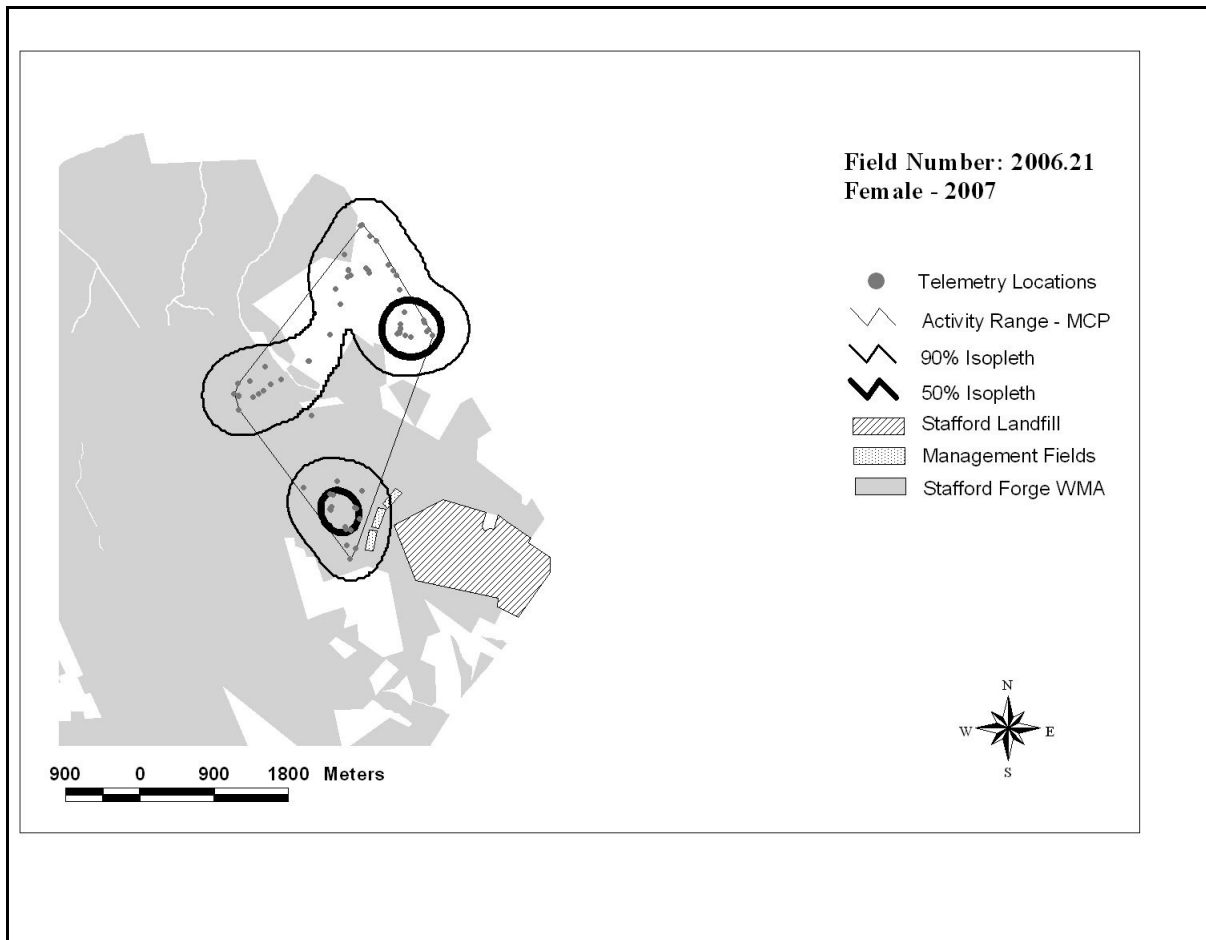 Field Number: 2006.21
Female - 2007
Telemetry Locations
Activity Range - MCP
90% Isopleth
50% Isopleth
Stafford Landfill
Management Fields
Stafford Forge WMA
N
W E
S
900 0 900 1800 Meters